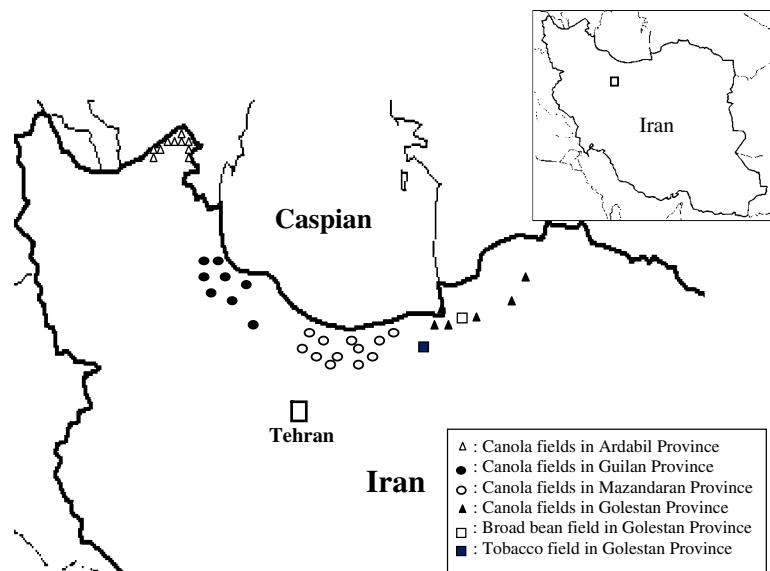 Iran
Caspian
Tehran
Iran
: Canola fields in Ardabil Province
: Canola fields in Guilan Province
: Canola fields in Mazandaran Province
: Canola fields in Golestan Province
: Broad bean field in Golestan Province
: Tobacco field in Golestan Province